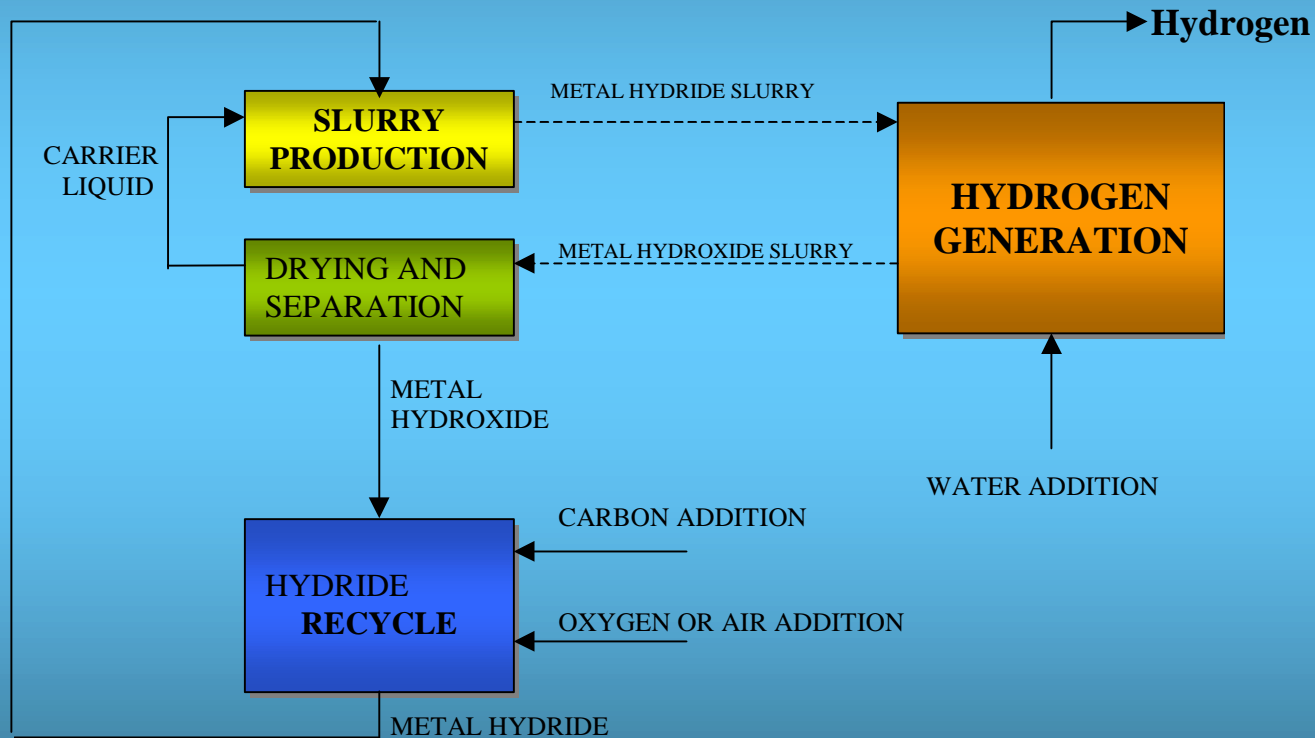 Hydrogen
METAL HYDRIDE SLURRY
SLURRY
PRODUCTION
CARRIER
LIQUID
HYDROGEN
GENERATION
METAL HYDROXIDE SLURRY
DRYING AND
SEPARATION
METAL
HYDROXIDE
WATER ADDITION
CARBON ADDITION
HYDRIDE
RECYCLE
OXYGEN OR AIR ADDITION
METAL HYDRIDE